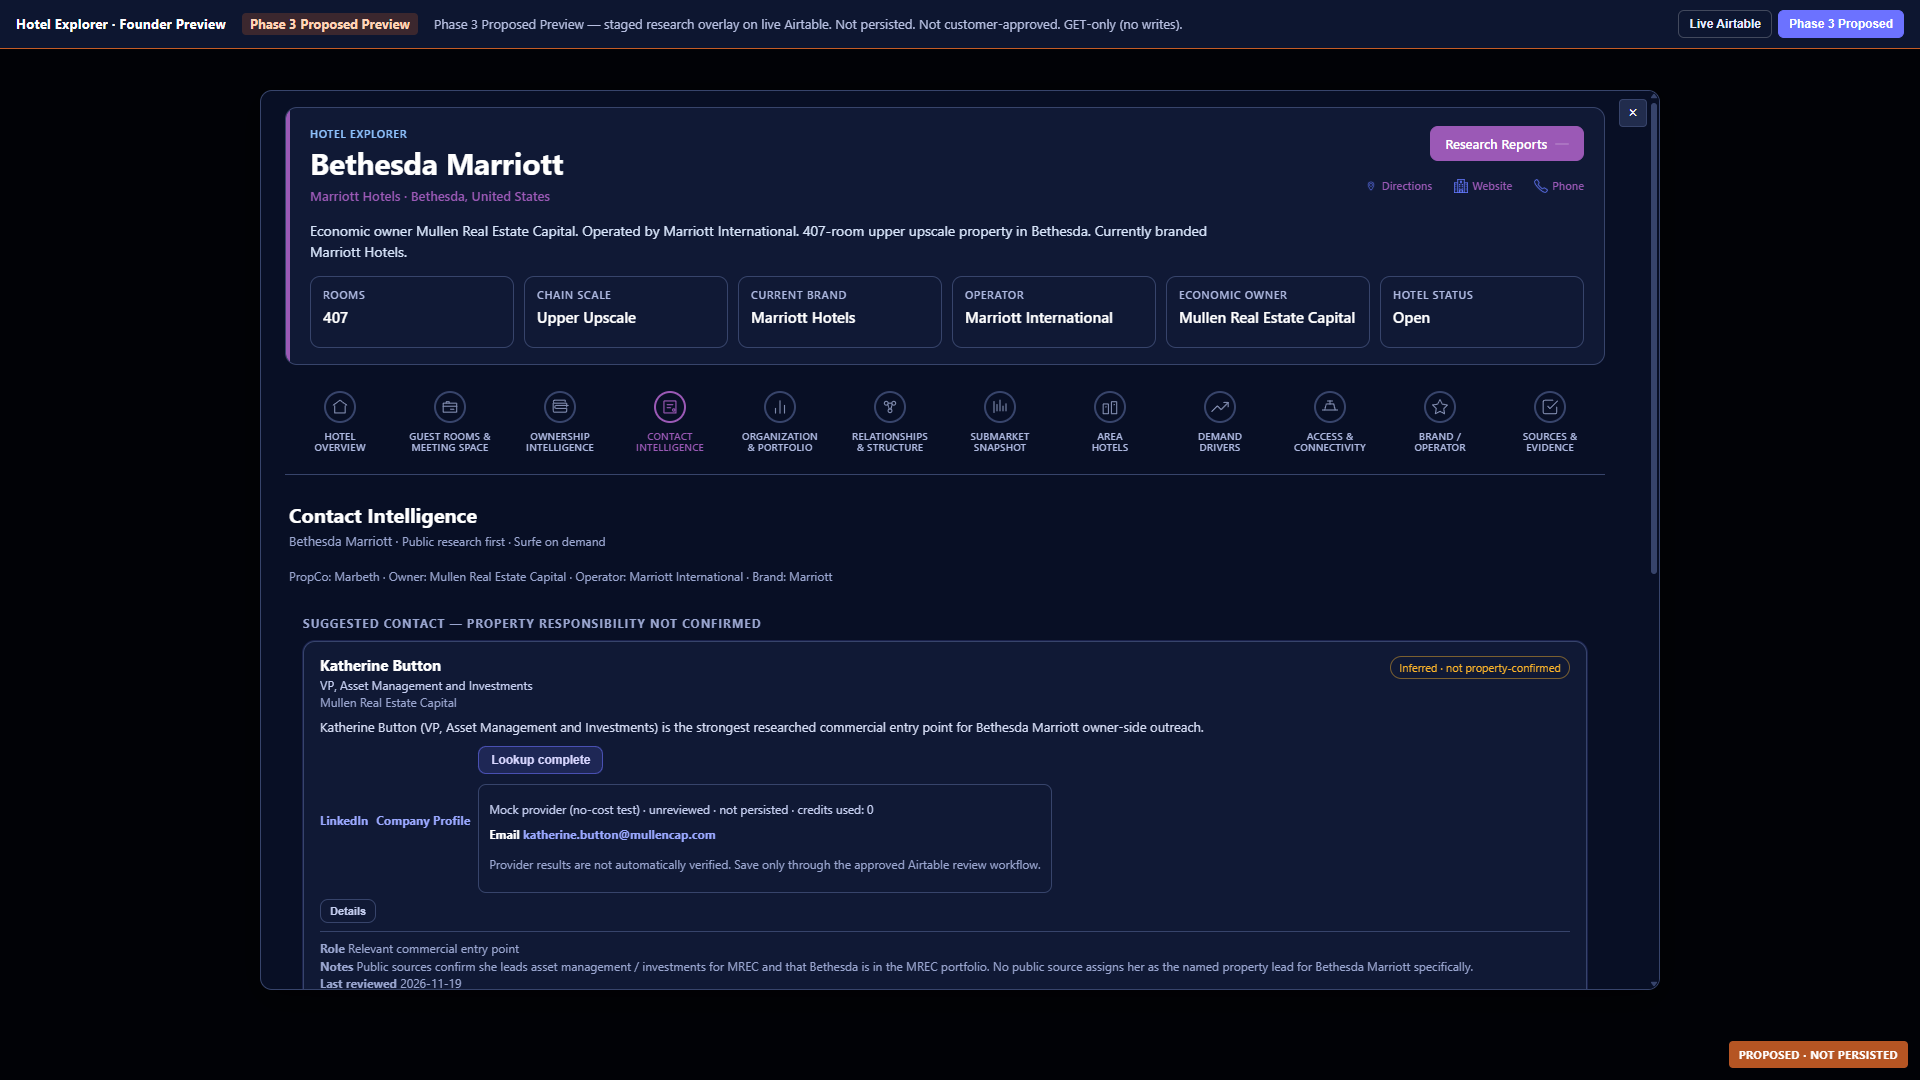 Hotel Explorer · Founder Preview
Phase 3 Proposed Preview
Phase 3 Proposed Preview — staged research overlay on live Airtable. Not persisted. Not customer-approved. GET-only (no writes).
Live Airtable
Phase 3 Proposed
×
HOTEL EXPLORER
Bethesda Marriott
Marriott Hotels · Bethesda, United States
Research Reports —
Directions
Website
Phone
Economic owner Mullen Real Estate Capital. Operated by Marriott International. 407-room upper upscale property in Bethesda. Currently branded
Marriott Hotels.
ROOMS
407
CHAIN SCALE
Upper Upscale
CURRENT BRAND
Marriott Hotels
OPERATOR
Marriott International
ECONOMIC OWNER
Mullen Real Estate Capital
HOTEL STATUS
Open
HOTEL
OVERVIEW
GUEST ROOMS &
MEETING SPACE
OWNERSHIP
INTELLIGENCE
CONTACT
INTELLIGENCE
ORGANIZATION
& PORTFOLIO
RELATIONSHIPS
& STRUCTURE
SUBMARKET
SNAPSHOT
AREA
HOTELS
DEMAND
DRIVERS
ACCESS &
CONNECTIVITY
BRAND /
OPERATOR
SOURCES &
EVIDENCE
Contact Intelligence
Bethesda Marriott · Public research first · Surfe on demand
PropCo: Marbeth · Owner: Mullen Real Estate Capital · Operator: Marriott International · Brand: Marriott
SUGGESTED CONTACT — PROPERTY RESPONSIBILITY NOT CONFIRMED
Katherine Button
Inferred · not property-confirmed
VP, Asset Management and Investments
Mullen Real Estate Capital
Katherine Button (VP, Asset Management and Investments) is the strongest researched commercial entry point for Bethesda Marriott owner-side outreach.
LinkedIn
Company Profile
Lookup complete
Mock provider (no-cost test) · unreviewed · not persisted · credits used: 0
Email katherine.button@mullencap.com
Provider results are not automatically verified. Save only through the approved Airtable review workflow.
Details
Role Relevant commercial entry point
Notes Public sources confirm she leads asset management / investments for MREC and that Bethesda is in the MREC portfolio. No public source assigns her as the named property lead for Bethesda Marriott specifically.
Last reviewed 2026-11-19
PROPOSED · NOT PERSISTED